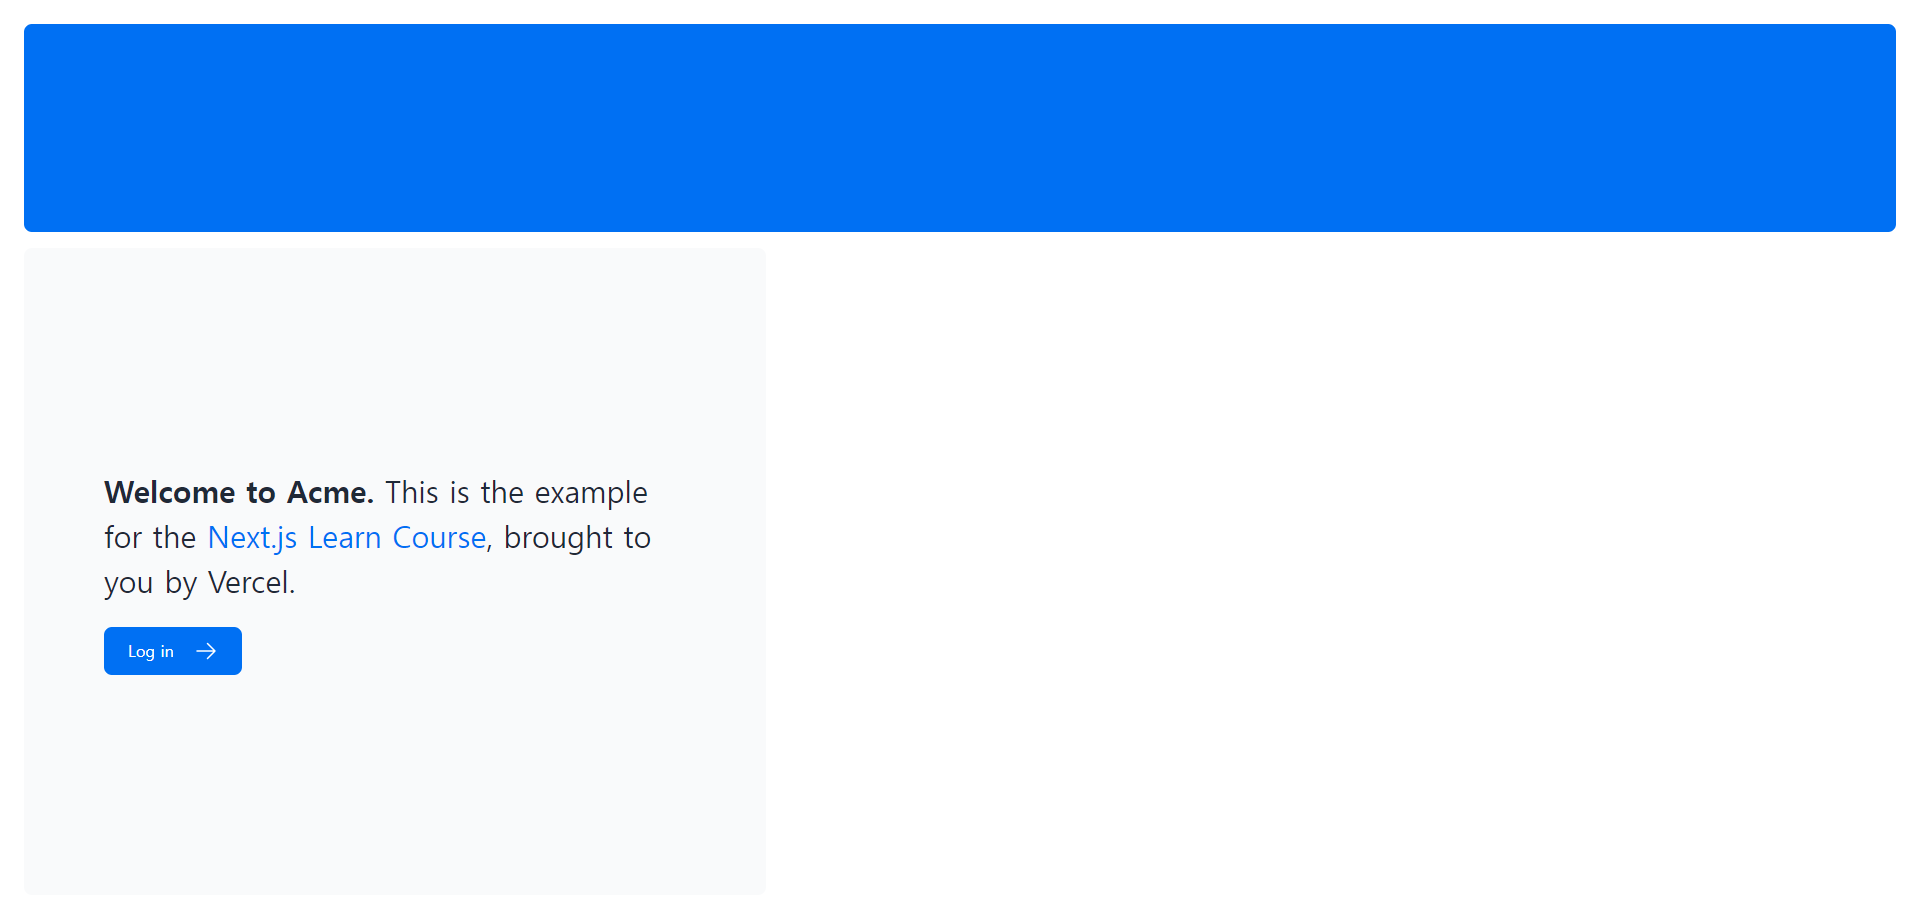 Welcome to Acme. This is the example
for the Next.js Learn Course, brought to
you by Vercel.
Log in